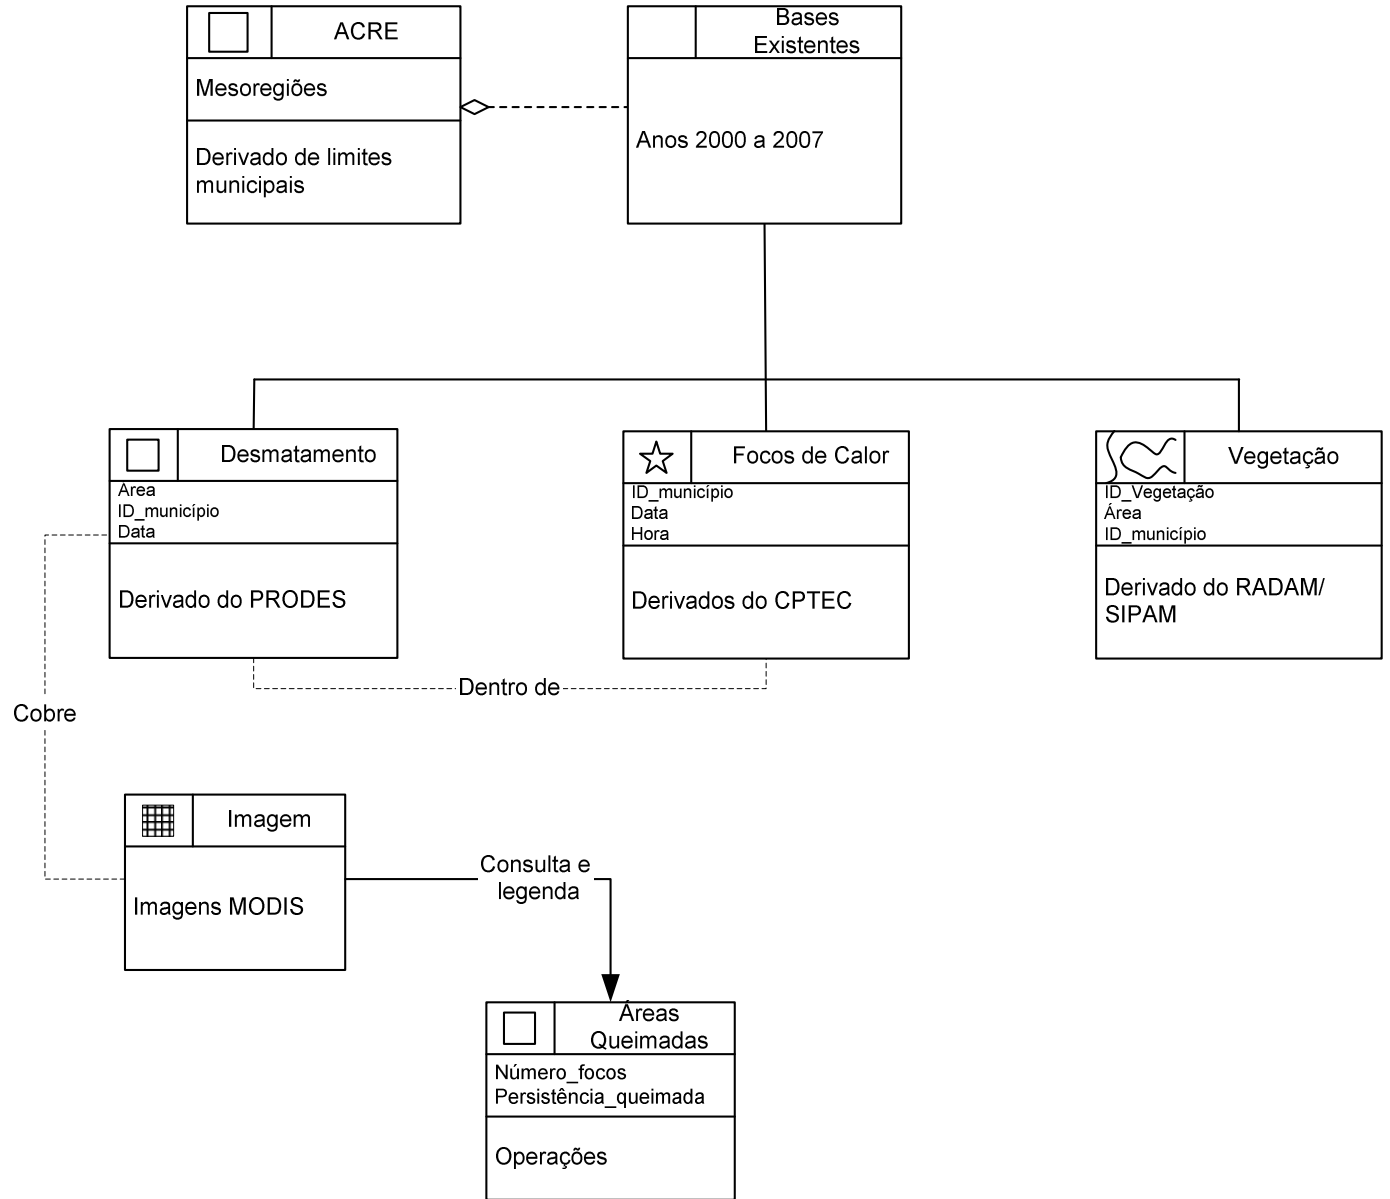 ACRE
Mesoregiões
Derivado de limites
municipais
Bases
Existentes
Anos 2000 a 2007
Desmatamento
Área
ID_município
Data
Derivado do PRODES
Focos de Calor
ID_município
Data
Hora
Derivados do CPTEC
Vegetação
ID_Vegetação
Área
ID_município
Derivado do RADAM/
SIPAM
Dentro de
Cobre
Imagem
Imagens MODIS
Consulta e
legenda
Áreas
Queimadas
Número_focos
Persistência_queimada
Operações